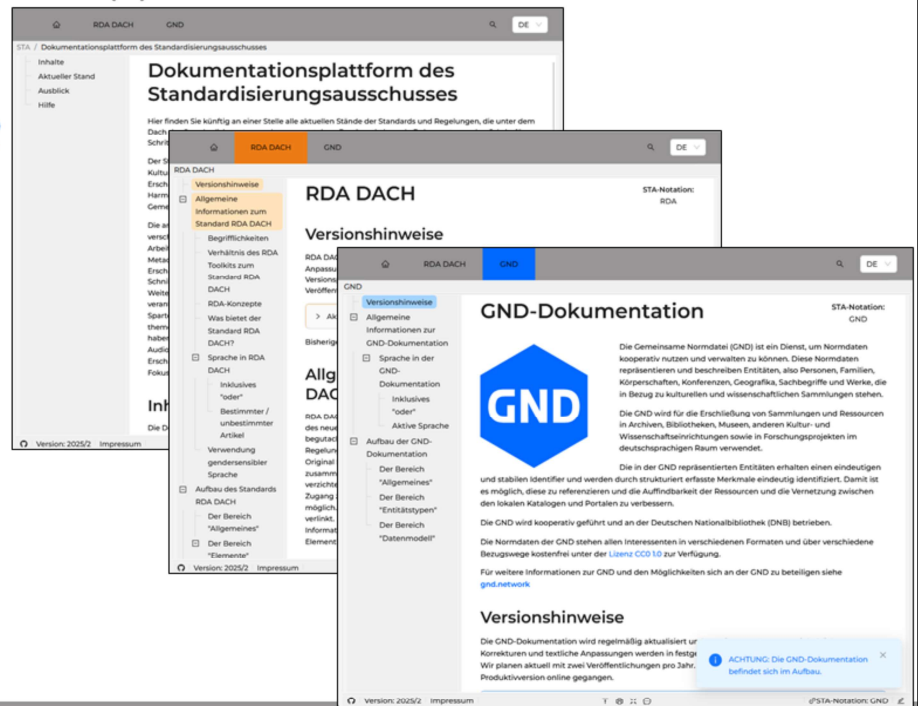 RDA DACH GND DE
STA / Dokumentationsplattform des Standardisierungsausschusses
Inhalte
Aktueller Stand
Ausblick
Hilfe
Dokumentationsplattform des
Standardisierungsausschusses
Hier finden Sie künftig an einer Stelle alle aktuellen Stände der Standards und Regelungen, die unter dem
Version: 2025/2 Impressum
RDA DACH GND DE
RDA DACH
Versionshinweise
Allgemeine
Informationen zum
Standard RDA DACH
Begrifflichkeiten
Verhältnis des RDA
Toolkits zum
Standard RDA
DACH
RDA-Konzepte
Was bietet der
Standard RDA
DACH?
Sprache in RDA
DACH
Inklusives
"oder"
Bestimmter /
unbestimmter
Artikel
Verwendung
gendersensibler
Sprache
Aufbau des Standards
RDA DACH
Der Bereich
"Allgemeines"
Der Bereich
"Elemente"
RDA DACH
STA-Notation:
RDA
Versionshinweise
Version: 2025/2 Impressum
RDA DACH GND DE
GND
Versionshinweise
Allgemeine
Informationen zur
GND-Dokumentation
Sprache in der
GND-
Dokumentation
Inklusives
"oder"
Aktive Sprache
Aufbau der GND-
Dokumentation
Der Bereich
"Allgemeines"
Der Bereich
"Entitätstypen"
Der Bereich
"Datenmodell"
GND-Dokumentation
STA-Notation:
GND
GND
Die Gemeinsame Normdatei (GND) ist ein Dienst, um Normdaten
kooperativ nutzen und verwalten zu können. Diese Normdaten
repräsentieren und beschreiben Entitäten, also Personen, Familien,
Körperschaften, Konferenzen, Geografika, Sachbegriffe und Werke, die
in Bezug zu kulturellen und wissenschaftlichen Sammlungen stehen.
Die GND wird für die Erschließung von Sammlungen und Ressourcen
in Archiven, Bibliotheken, Museen, anderen Kultur- und
Wissenschaftseinrichtungen sowie in Forschungsprojekten im
deutschsprachigen Raum verwendet.
Die in der GND repräsentierten Entitäten erhalten einen eindeutigen
und stabilen Identifier und werden durch strukturiert erfasste Merkmale eindeutig identifiziert. Damit ist
es möglich, diese zu referenzieren und die Auffindbarkeit der Ressourcen und die Vernetzung zwischen
den lokalen Katalogen und Portalen zu verbessern.
Die GND wird kooperativ geführt und an der Deutschen Nationalbibliothek (DNB) betrieben.
Die Normdaten der GND stehen allen Interessenten in verschiedenen Formaten und über verschiedene
Bezugswege kostenfrei unter der Lizenz CC0 1.0 zur Verfügung.
Für weitere Informationen zur GND und den Möglichkeiten sich an der GND zu beteiligen siehe
gnd.network
Versionshinweise
Die GND-Dokumentation wird regelmäßig aktualisiert
Korrekturen und textliche Anpassungen werden in
Wir planen aktuell mit zwei Veröffentlichungen pro Jahr.
Produktivversion online gegangen.
ACHTUNG: Die GND-Dokumentation
befindet sich im Aufbau.
Version: 2025/2 Impressum STA-Notation: GND